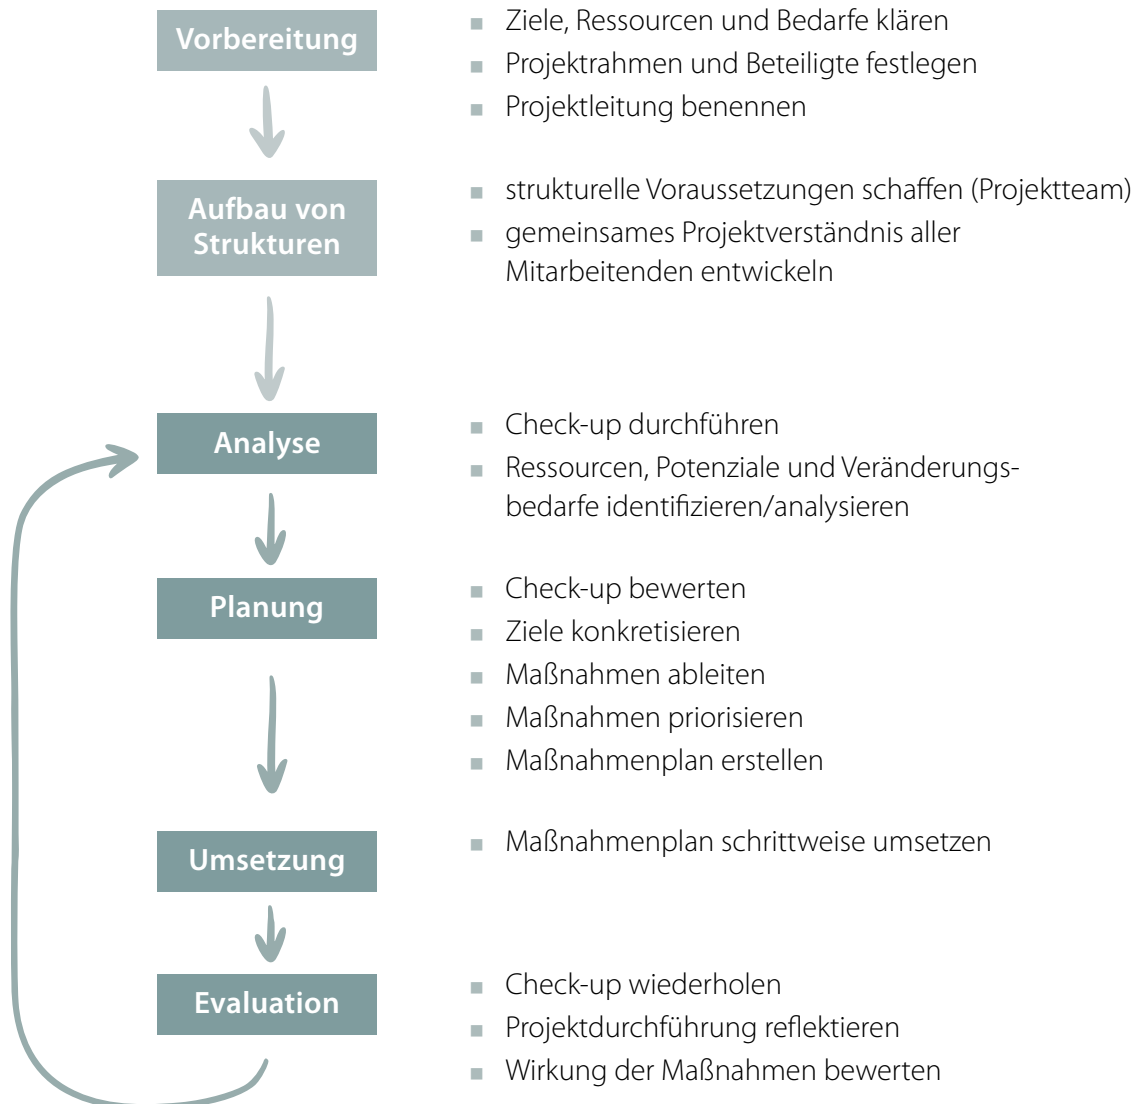 Vorbereitung
■ Ziele, Ressourcen und Bedarfe klären
■ Projektrahmen und Beteiligte festlegen
■ Projektleitung benennen
Aufbau von
Strukturen
■ strukturelle Voraussetzungen schaffen (Projektteam)
■ gemeinsames Projektverständnis aller
Mitarbeitenden entwickeln
Analyse
■ Check-up durchführen
■ Ressourcen, Potenziale und Veränderungs-
bedarfe identifizieren/analysieren
Planung
■ Check-up bewerten
■ Ziele konkretisieren
■ Maßnahmen ableiten
■ Maßnahmen priorisieren
■ Maßnahmenplan erstellen
Umsetzung
■ Maßnahmenplan schrittweise umsetzen
Evaluation
■ Check-up wiederholen
■ Projektdurchführung reflektieren
■ Wirkung der Maßnahmen bewerten